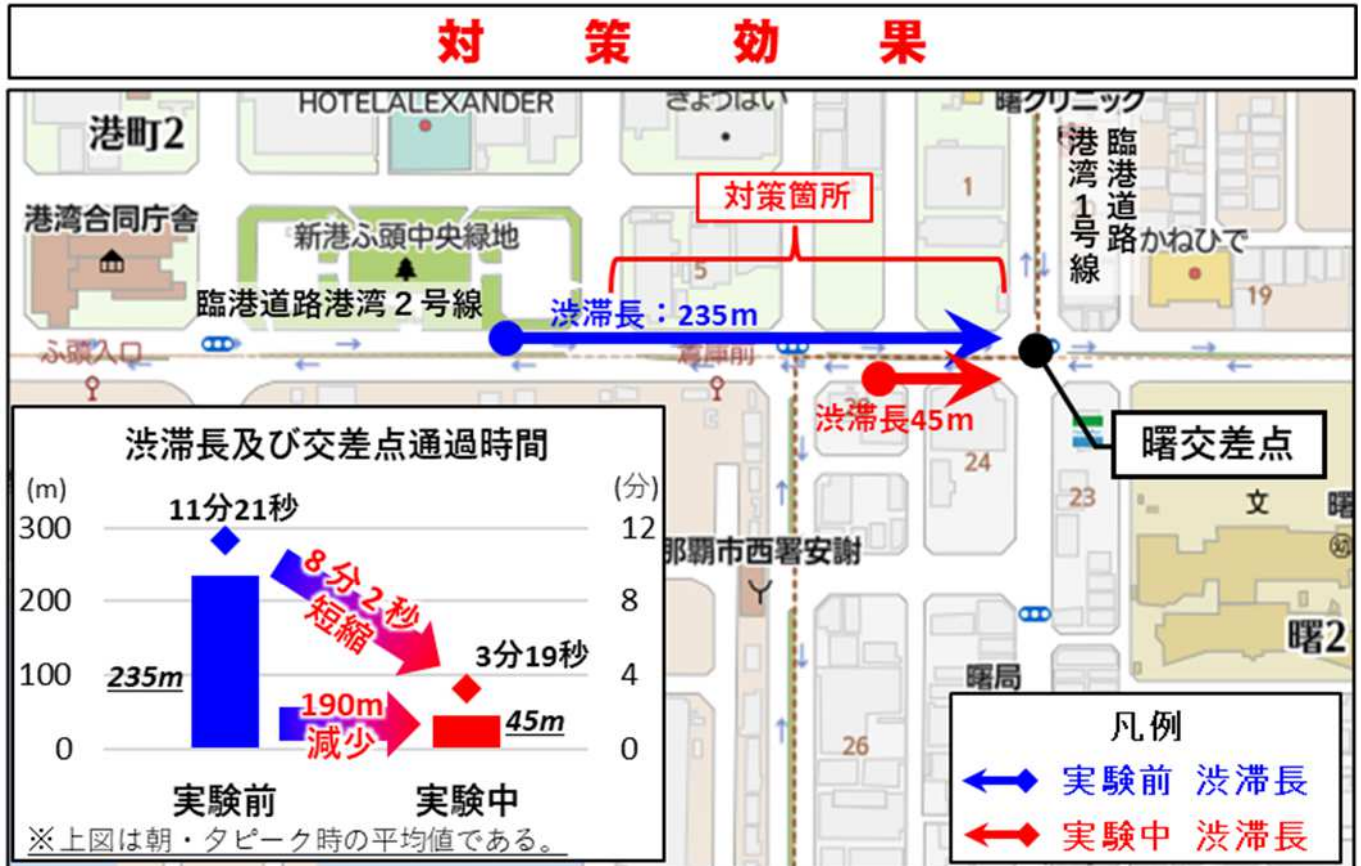 対策効果
HOTELALEXANDER
きょうはい
曙クリニック
港町2
臨港道路
港湾1号線
1
対策箇所
港湾合同庁舎
新港ふ頭中央緑地
かねひで
5
19
臨港道路港湾２号線
渋滞長：235m
ふ頭入口
倉庫前
渋滞長45m
曙交差点
24
23
文
曙
那覇市西署安謝
曙2
曙局
26
渋滞長及び交差点通過時間
(m)
(分)
11分21秒
300
12
8分2秒
短縮
200
8
3分19秒
100
4
235m
190m
減少
45m
0
0
実験前
実験中
※上図は朝・夕ピーク時の平均値である。
凡例
実験前 渋滞長
実験中 渋滞長